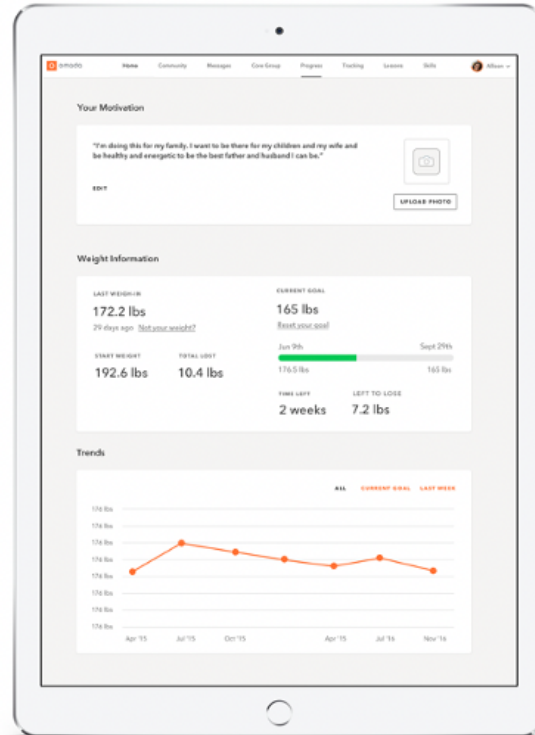 omada
Home Community Messages Care Group Progress Tracking Lessons Skills Allison
Your Motivation
"I'm doing this for my family. I want to be there for my children and my wife and
be healthy and energetic to be the best father and husband I can be."
EDIT
UPLOAD PHOTO
Weight Information
LAST WEIGH-IN
172.2 lbs
29 days ago Not your weight?
START WEIGHT TOTAL LOST
192.6 lbs 10.4 lbs
CURRENT GOAL
165 lbs
Reset your goal
Jun 9th Sept 29th
176.5 lbs 165 lbs
TIME LEFT LEFT TO LOSE
2 weeks 7.2 lbs
Trends
ALL CURRENT GOAL LAST WEEK
176 lbs
176 lbs
176 lbs
176 lbs
176 lbs
176 lbs
176 lbs
176 lbs
Apr '15 Jul '15 Oct '15 Apr '15 Jul '16 Nov '16